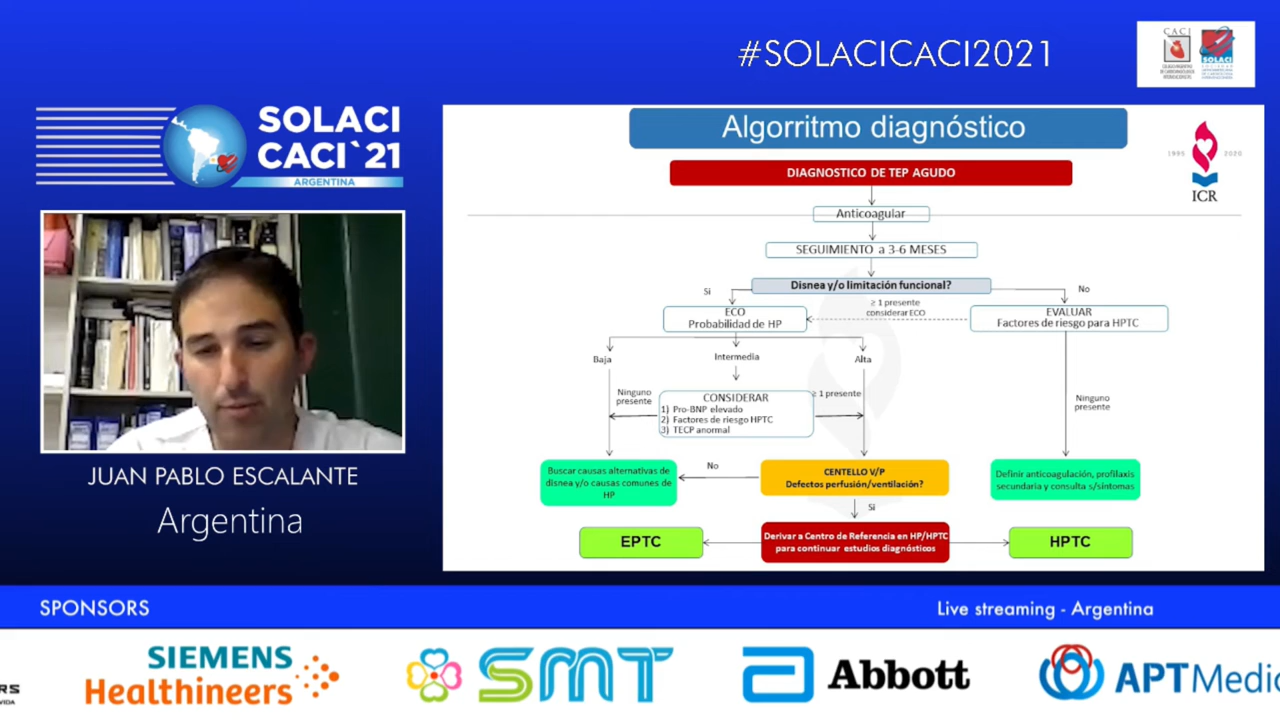 #SOLACICACI2021
CACI
SOLACI
SOLACI
CACI`21
ARGENTINA
JUAN PABLO ESCALANTE
Argentina
Algorritmo diagnóstico
1995
2020
ICR
DIAGNOSTICO DE TEP AGUDO
Anticoagular
SEGUIMIENTO a 3-6 MESES
Disnea y/o limitación funcional?
Si
No
≥ 1 presente
considerar ECO
ECO
Probabilidad de HP
EVALUAR
Factores de riesgo para HPTC
Baja
Intermedia
Alta
Ninguno
presente
CONSIDERAR
1) Pro-BNP elevado
2) Factores de riesgo HPTC
3) TECP anormal
≥ 1 presente
Ninguno
presente
Buscar causas alternativas de
disnea y/o causas comunes de
HP
No
CENTELLO V/P
Defectos perfusión/ventilación?
Definir anticoagulación, profilaxis
secundaria y consulta s/síntomas
Si
EPTC
Derivar a Centro de Referencia en HP/HPTC
para continuar estudios diagnósticos
HPTC
SPONSORS
Live streaming - Argentina
SIEMENS
Healthineers
SMT
Abbott
APTMedic